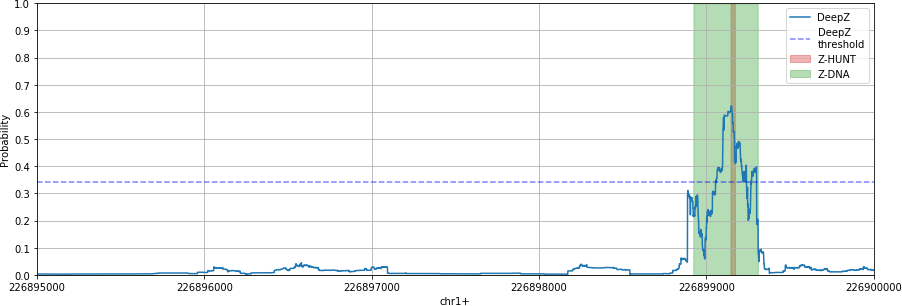 1.0
0.9
0.8
0.7
0.6
0.5
0.4
0.3
0.2
0.1
0.0
Probability
226895000 226896000 226897000 226898000 226899000 226900000
chr1+
DeepZ
DeepZ
threshold
Z-HUNT
Z-DNA